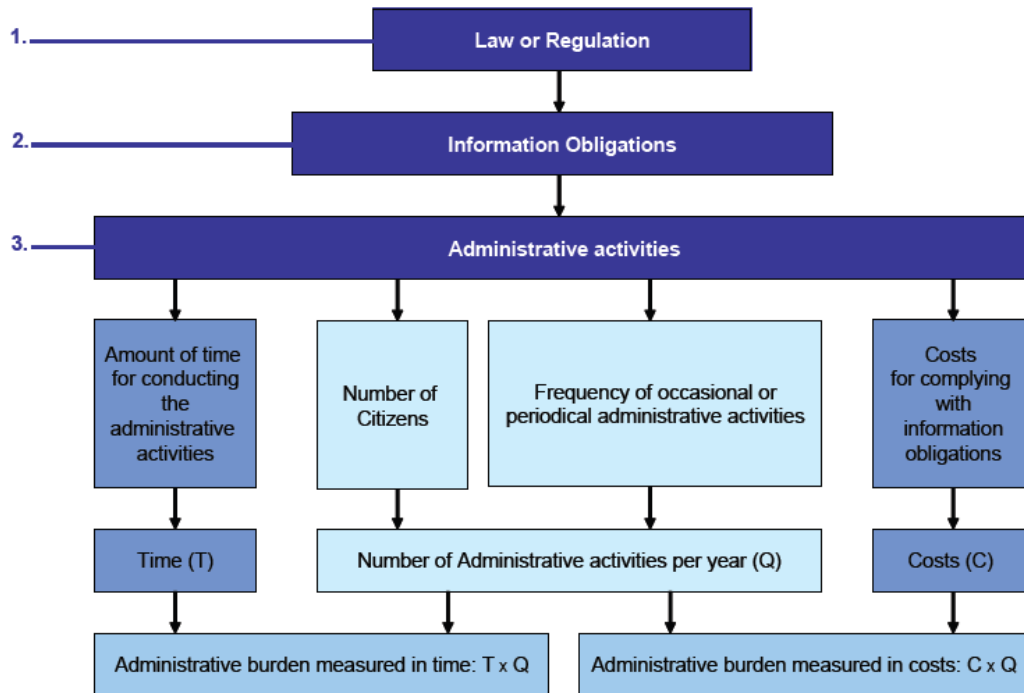 1.
Law or Regulation
2.
Information Obligations
3.
Administrative activities
Amount of time
for conducting
the
administrative
activities
Number of
Citizens
Frequency of occasional or
periodical administrative activities
Costs
for complying
with
information
obligations
Time (T)
Number of Administrative activities per year (Q)
Costs (C)
Administrative burden measured in time: T x Q
Administrative burden measured in costs: C x Q